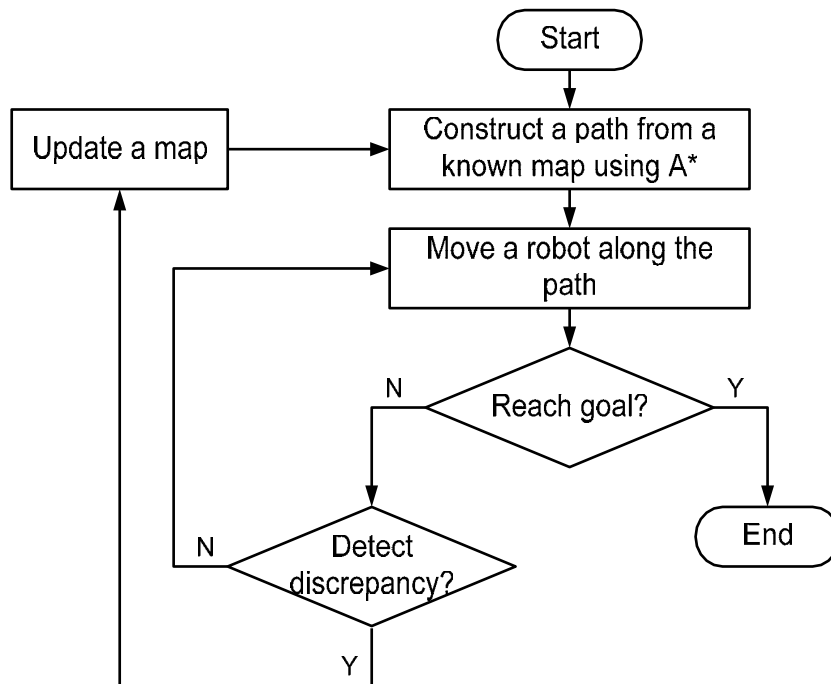 Start
Update a map
Construct a path from a
known map using A*
Move a robot along the
path
N
Reach goal?
Y
N
Detect
discrepancy?
End
Y